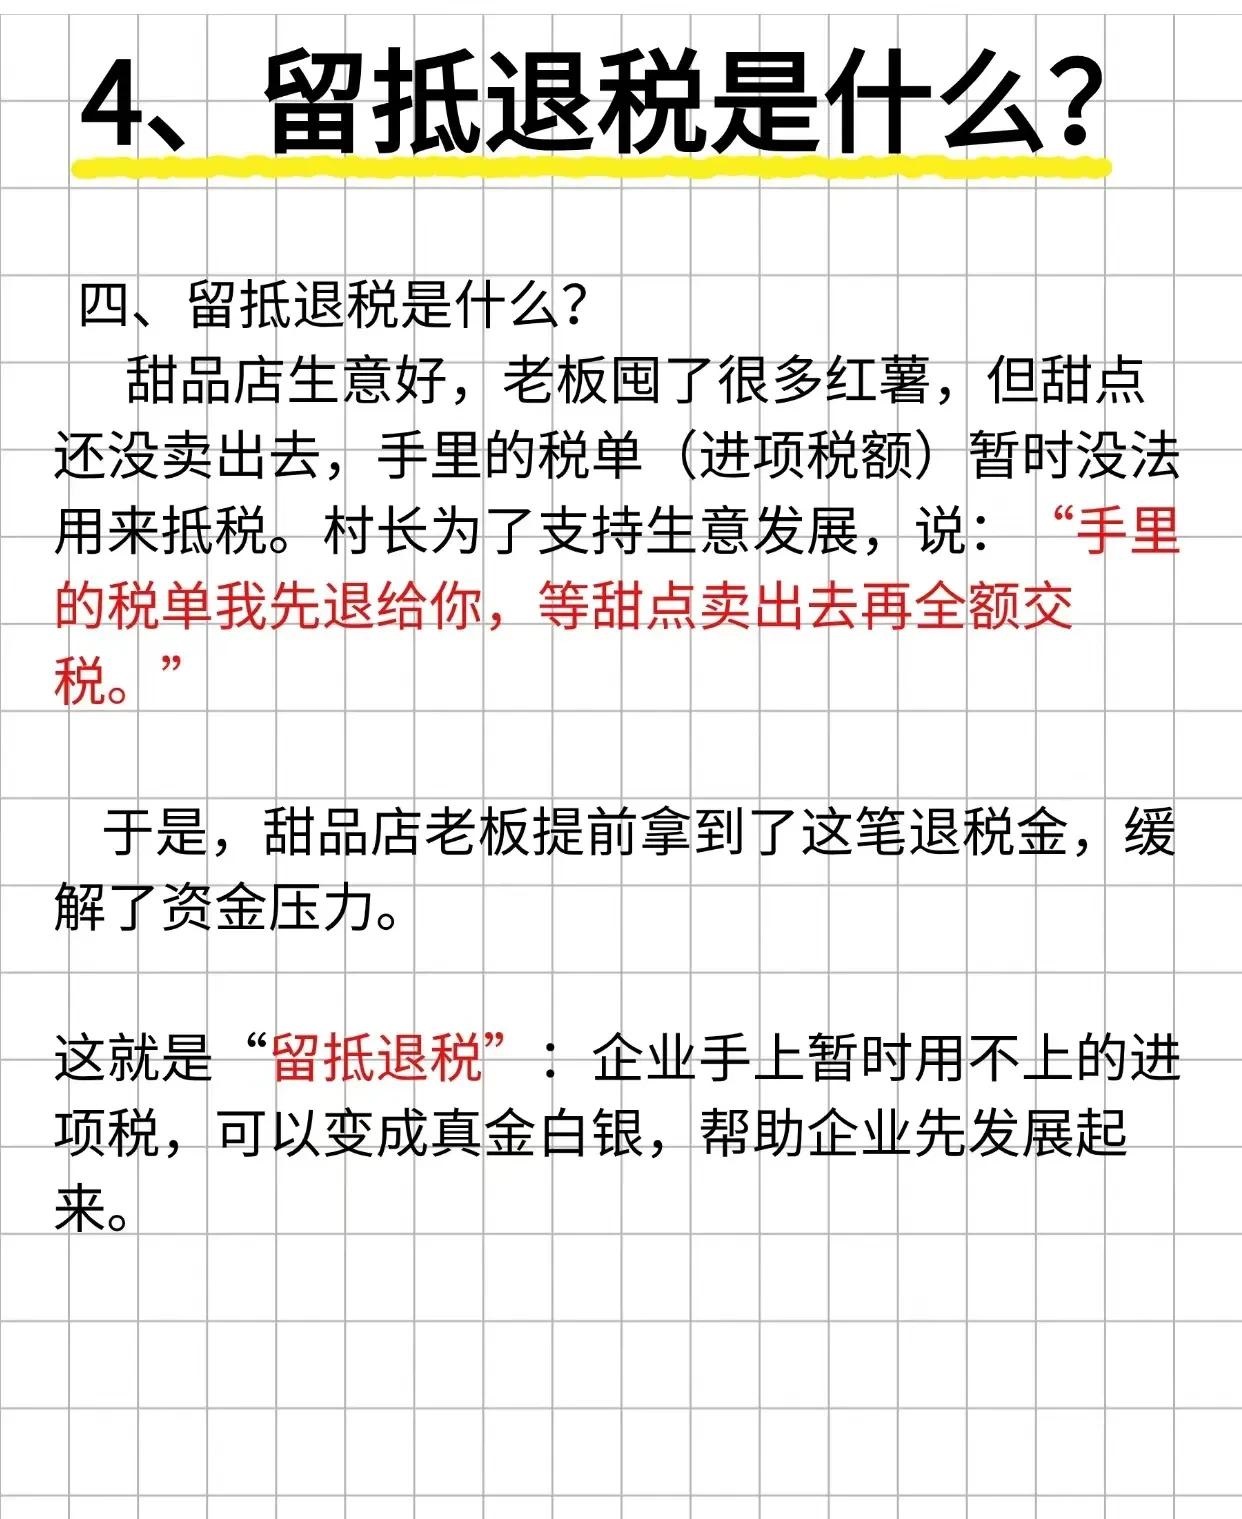 4、留抵退税是什么?
四、留抵退税是什么?
甜品店生意好，老板囤了很多红薯，但甜点
还没卖出去，手里的税单（进项税额）暂时没法
用来抵税。村长为了支持生意发展，说：“手里
的税单我先退给你，等甜点卖出去再全额交
税。”
于是，甜品店老板提前拿到了这笔退税金，缓
解了资金压力。
这就是“留抵退税”：企业手上暂时用不上的进
项税，可以变成真金白银，帮助企业先发展起
来。